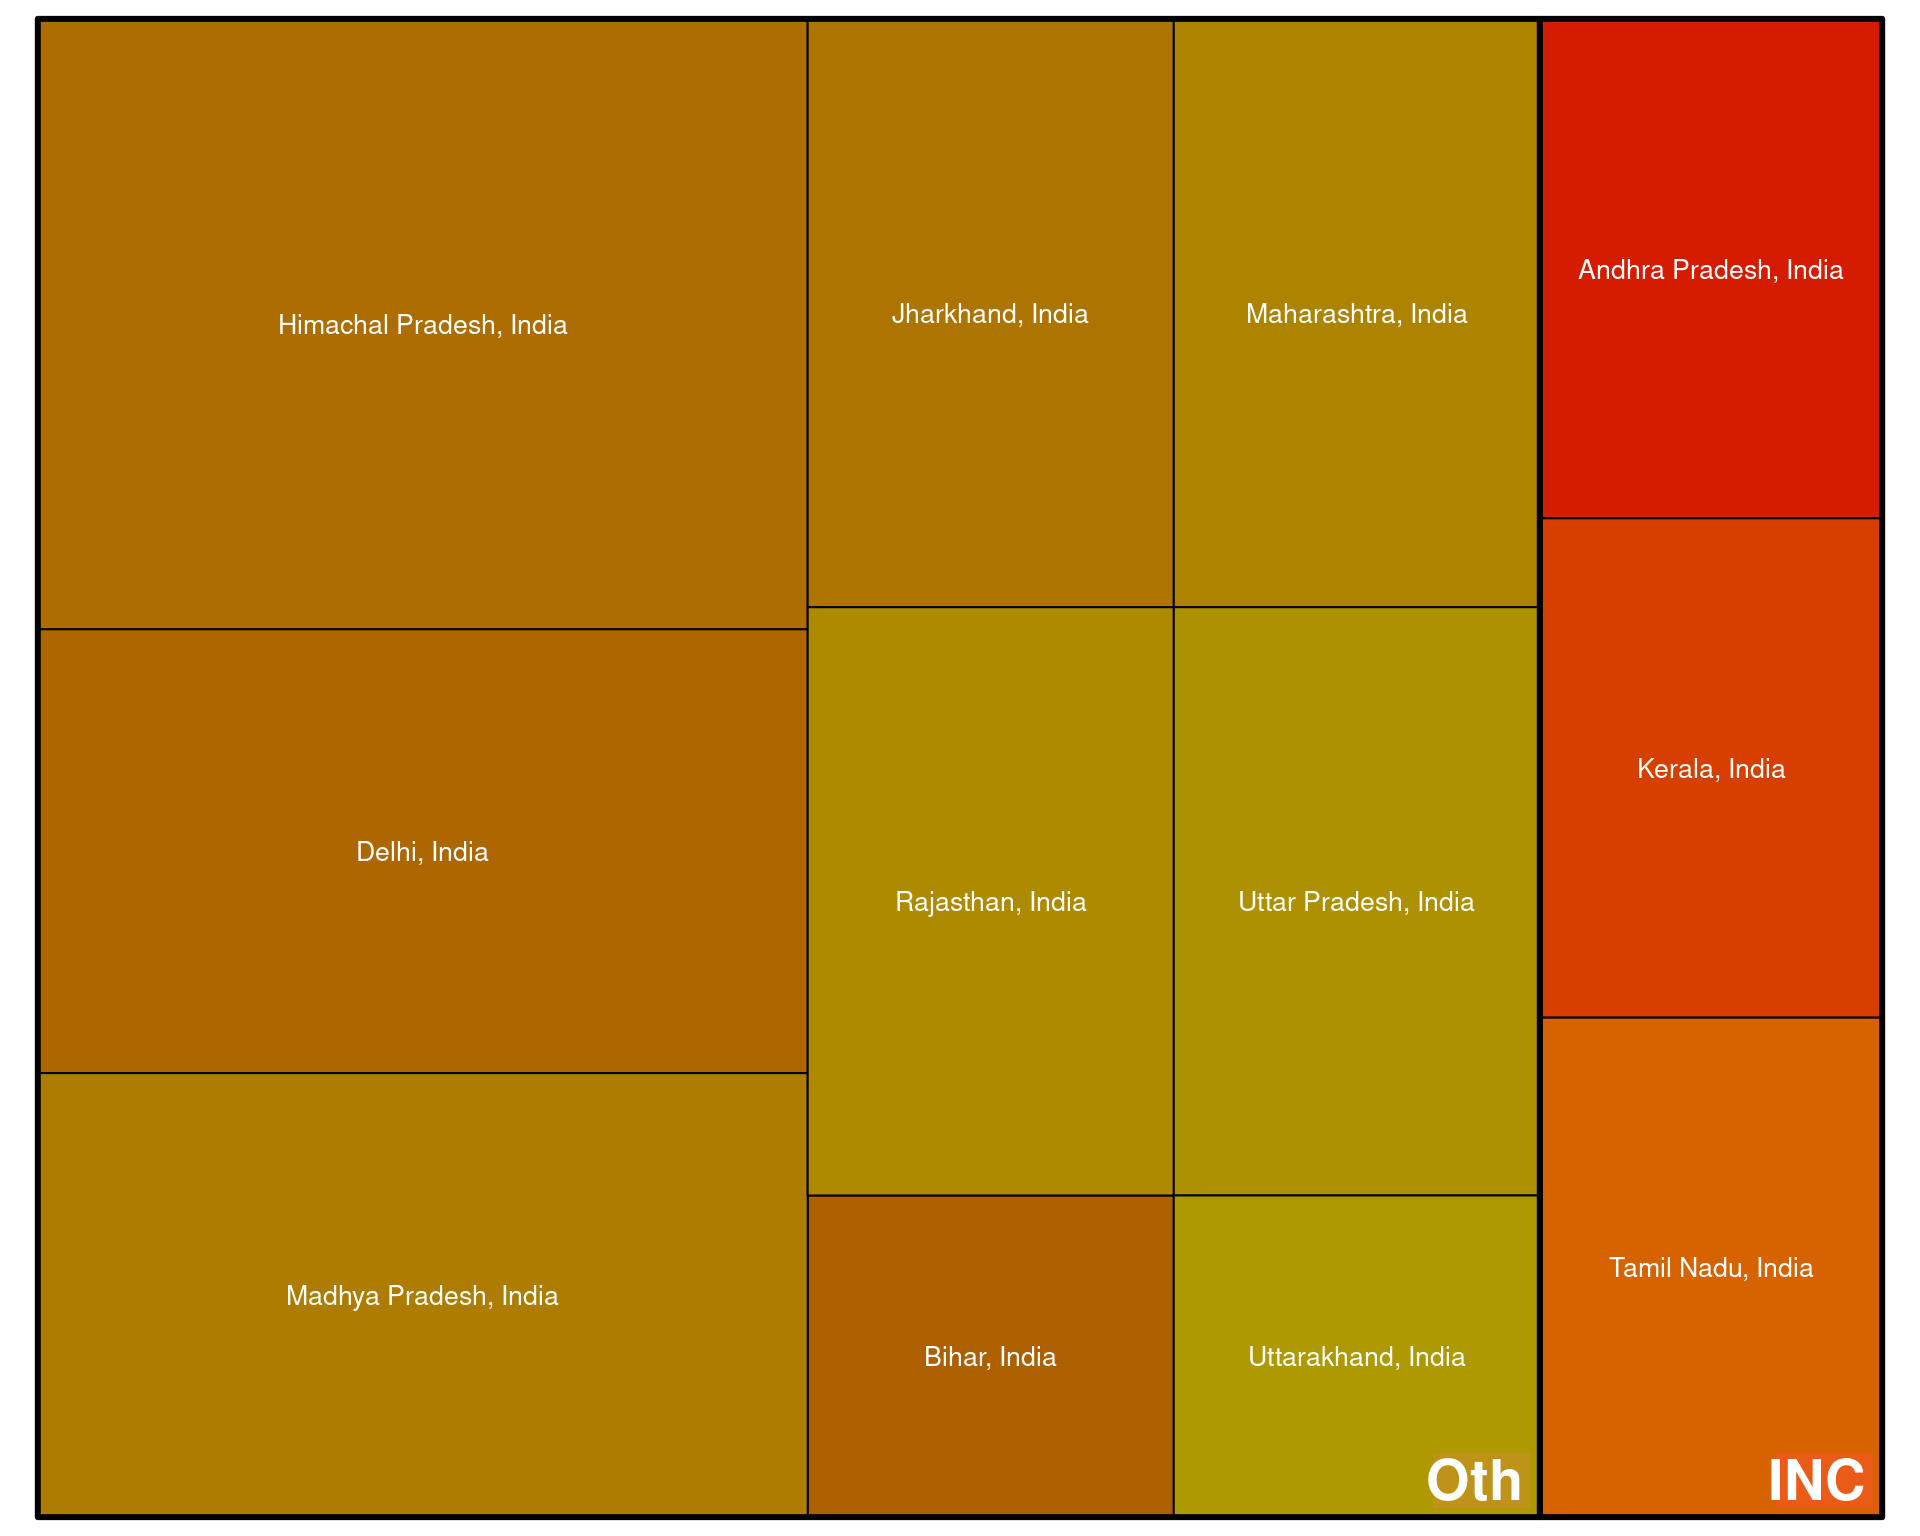 Himachal Pradesh, India
Delhi, India
Madhya Pradesh, India
Jharkhand, India
Maharashtra, India
Rajasthan, India
Uttar Pradesh, India
Bihar, India
Uttarakhand, India
Oth
Andhra Pradesh, India
Kerala, India
Tamil Nadu, India
INC